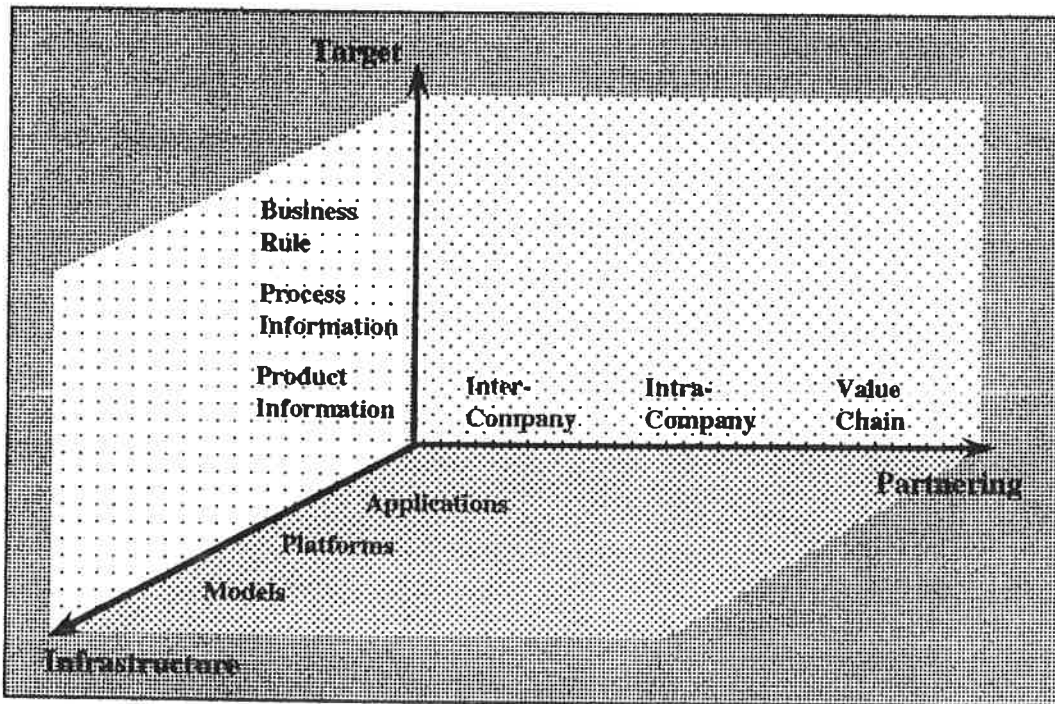 Target
Business
Rule
Process
Information
Product
Information
Inter-
Company
Intra-
Company
Value
Chain
Partnering
Applications
Platforms
Models
Infrastructure